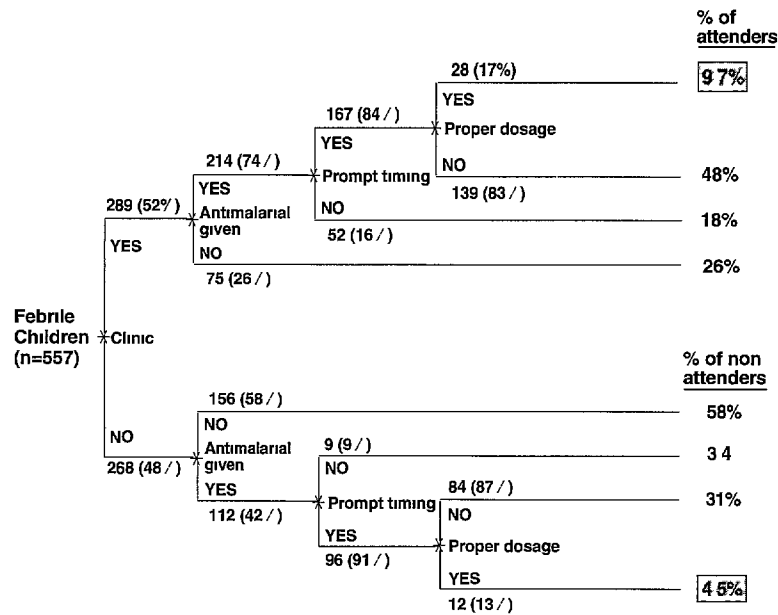 % of
attenders
28 (17%)
9 7%
YES
167 (84 / )
Proper dosage
YES
214 (74 / )
NO
YES
Prompt timing
139 (83 / )
48%
289 (52%)
Antimalarial
given
NO
52 (16 / )
18%
YES
NO
75 (26 / )
26%
Febrile
Children
(n=557)
Clinic
% of non
attenders
156 (58 / )
58%
NO
NO
Antimalarial
given
9 (9 / )
3 4
268 (48 / )
NO
84 (87 / )
31%
YES
112 (42 / )
Prompt timing
NO
YES
96 (91 / )
Proper dosage
YES
12 (13 / )
4 5%